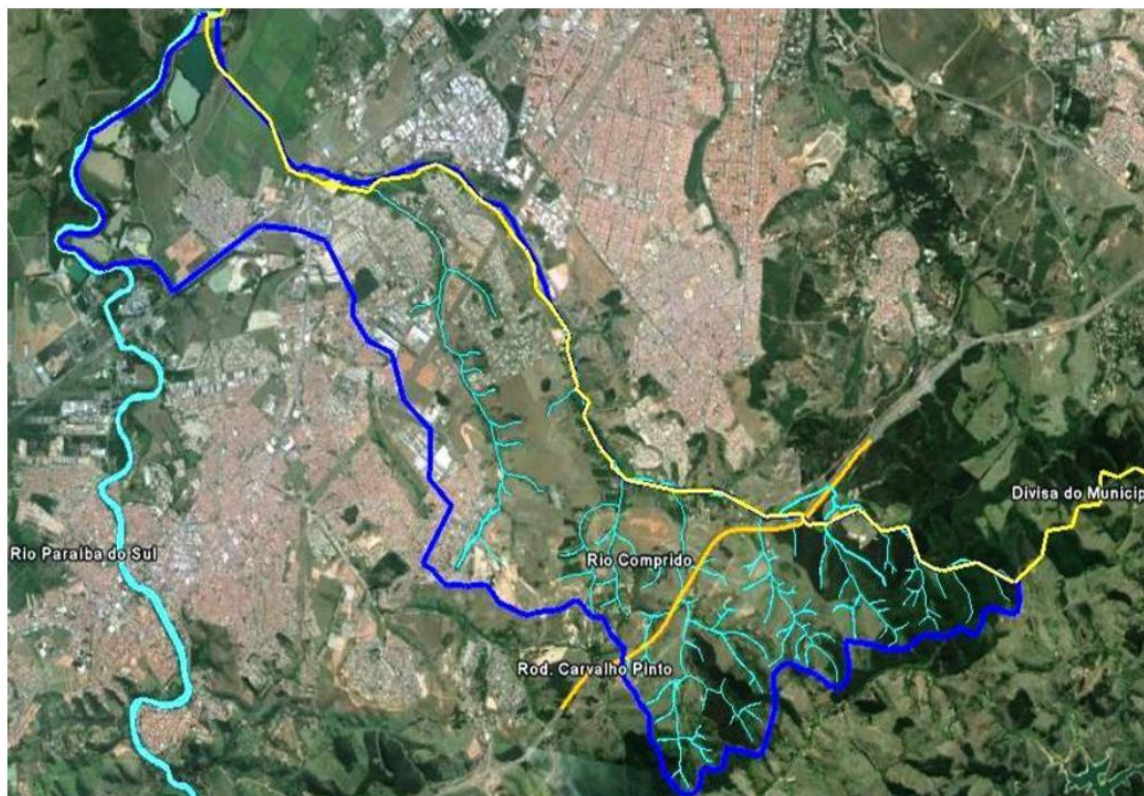 Divisa do Municip
Rio Paraiba do Sul
Rio Comprido
Rod. Carvalho Pinto